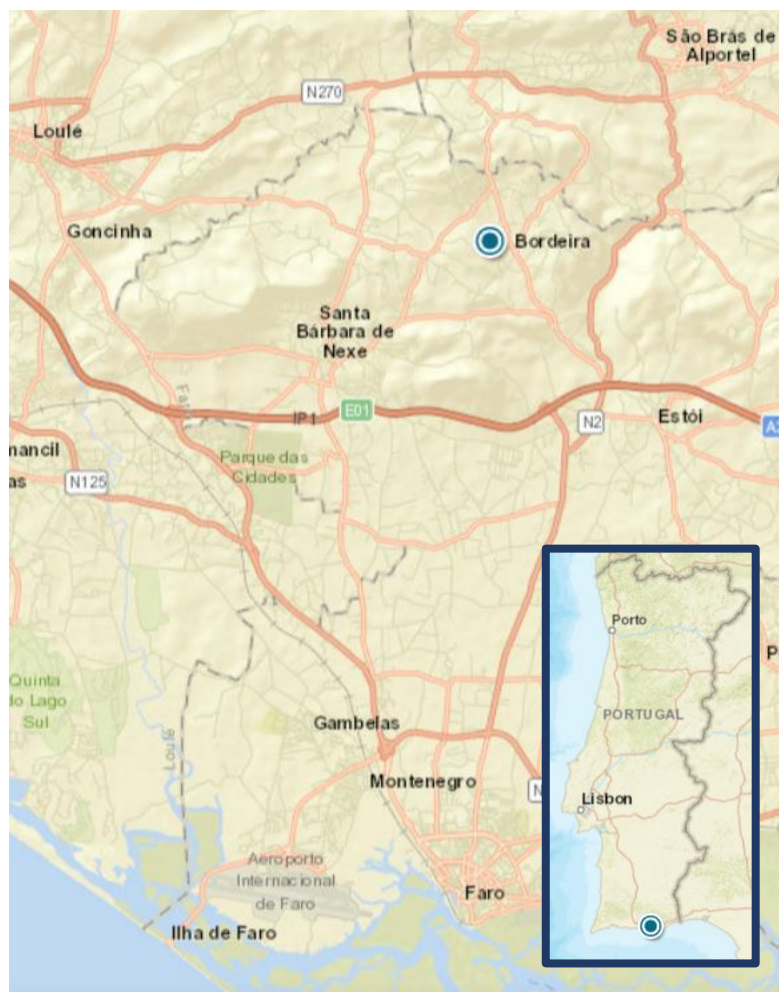 São Brás de
Alportel
N270
Loulé
Goncinha
Bordeira
Santa
Bárbara de
Nexe
E01
IP1
N2
Estói
Parque das
Cidades
mancil
as
N125
Quinta
do Lago
Sul
Loulé
Gambelas
Montenegro
Aeroporto
Internacional
de Faro
Faro
Ilha de Faro
N
P
Porto
PORTUGAL
Lisbon